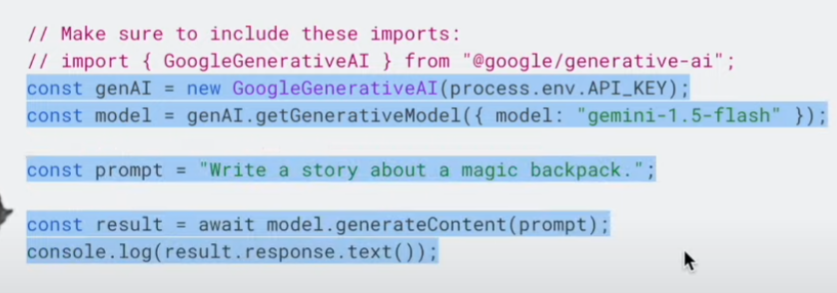 // Make sure to include these imports:
// import { GoogleGenerativeAI } from "@google/generative-ai";
const genAI = new GoogleGenerativeAI(process.env.API_KEY);
const model = genAI.getGenerativeModel({ model: "gemini-1.5-flash" });
const prompt = "Write a story about a magic backpack.";
const result = await model.generateContent(prompt);
console.log(result.response.text());